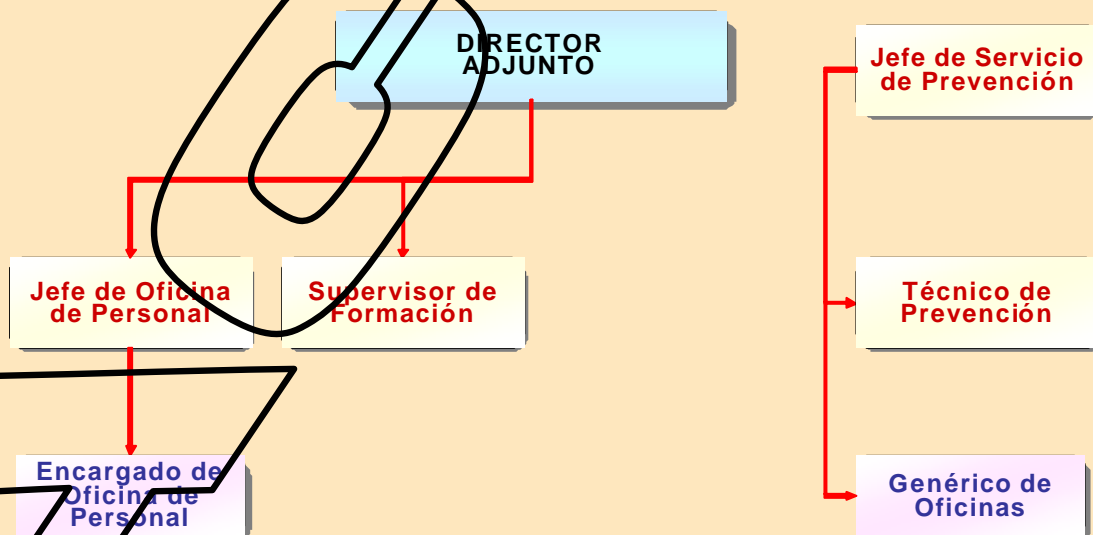 DIRECTOR
ADJUNTO
Jefe de Servicio
de Prevención
Jefe de Oficina
de Personal
Supervisor de
Formación
Técnico de
Prevención
Encargado de
Oficina de
Personal
Genérico de
Oficinas